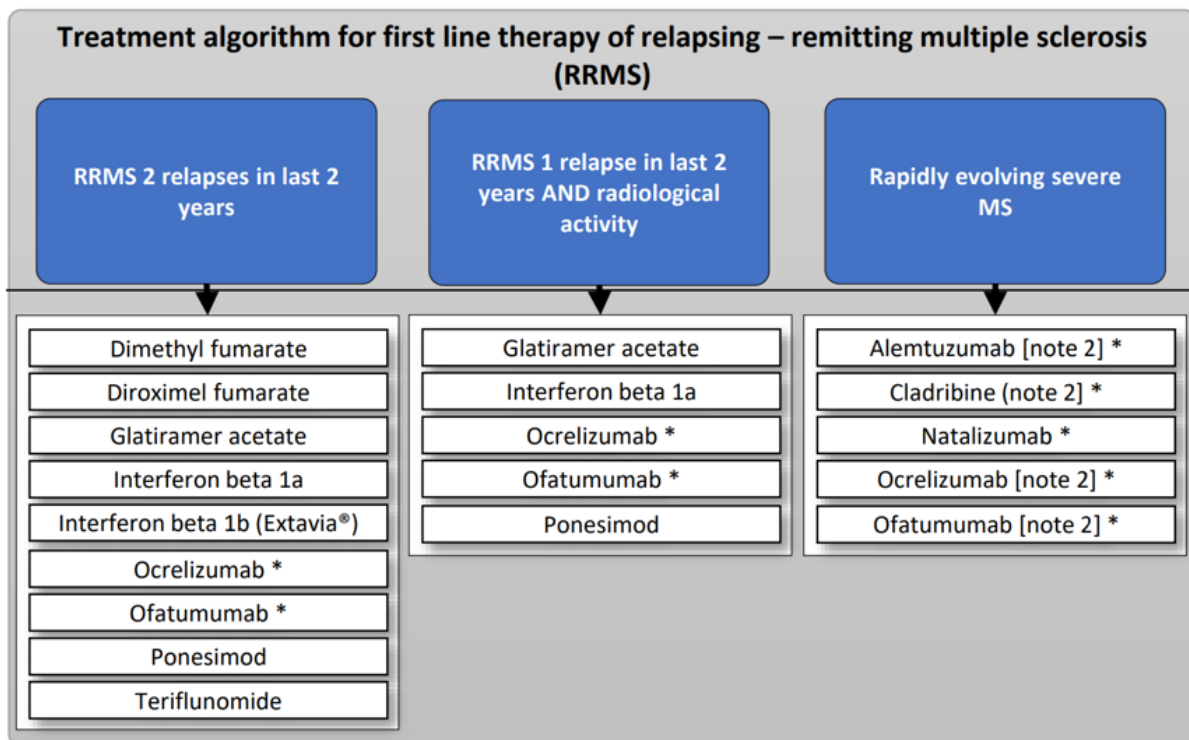 Treatment algorithm for first line therapy of relapsing – remitting multiple sclerosis
(RRMS)
RRMS 2 relapses in last 2
years
RRMS 1 relapse in last 2
years AND radiological
activity
Rapidly evolving severe
MS
Dimethyl fumarate
Diroximel fumarate
Glatiramer acetate
Interferon beta 1a
Interferon beta 1b (Extavia®)
Ocrelizumab *
Ofatumumab *
Ponesimod
Teriflunomide
Glatiramer acetate
Interferon beta 1a
Ocrelizumab *
Ofatumumab *
Ponesimod
Alemtuzumab [note 2] *
Cladribine (note 2] *
Natalizumab *
Ocrelizumab [note 2] *
Ofatumumab [note 2] *